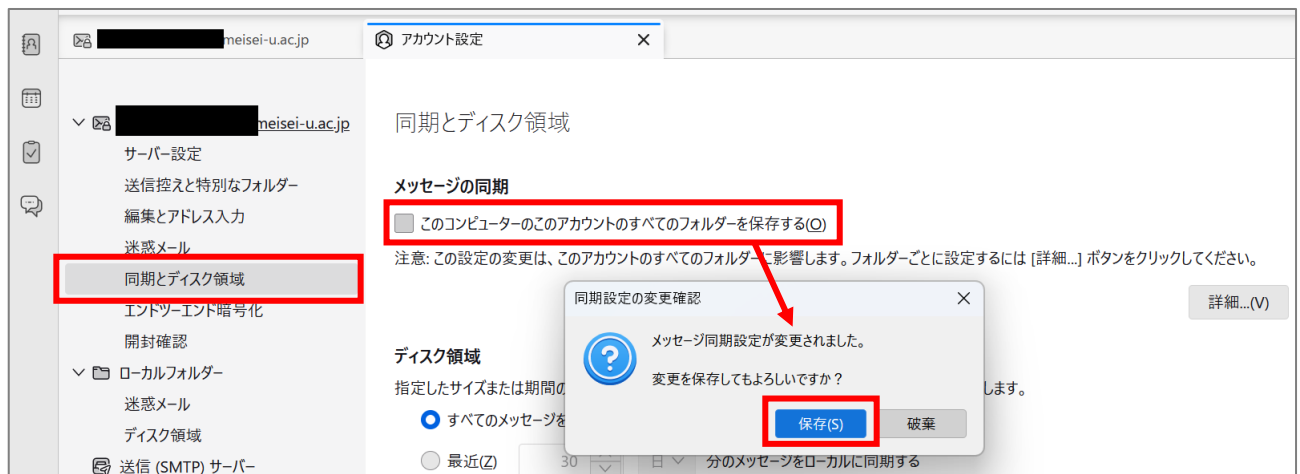 meisei-u.ac.jp
アカウント設定
meisei-u.ac.jp
サーバー設定
送信控えと特別なフォルダー
編集とアドレス入力
迷惑メール
同期とディスク領域
エンドツーエンド暗号化
開封確認
ローカルフォルダー
迷惑メール
ディスク領域
送信 (SMTP) サーバー
同期とディスク領域
メッセージの同期
このコンピューターのこのアカウントのすべてのフォルダーを保存する(O)
注意: この設定の変更は、このアカウントのすべてのフォルダーに影響します。フォルダーごとに設定するには [詳細...] ボタンをクリックしてください。
詳細...(V)
同期設定の変更確認
メッセージ同期設定が変更されました。
変更を保存してもよろしいですか？
保存(S)
破棄
ディスク領域
指定したサイズまたは期間の
します。
すべてのメッセージを
最近(Z) 30 日 分のメッセージをローカルに同期する